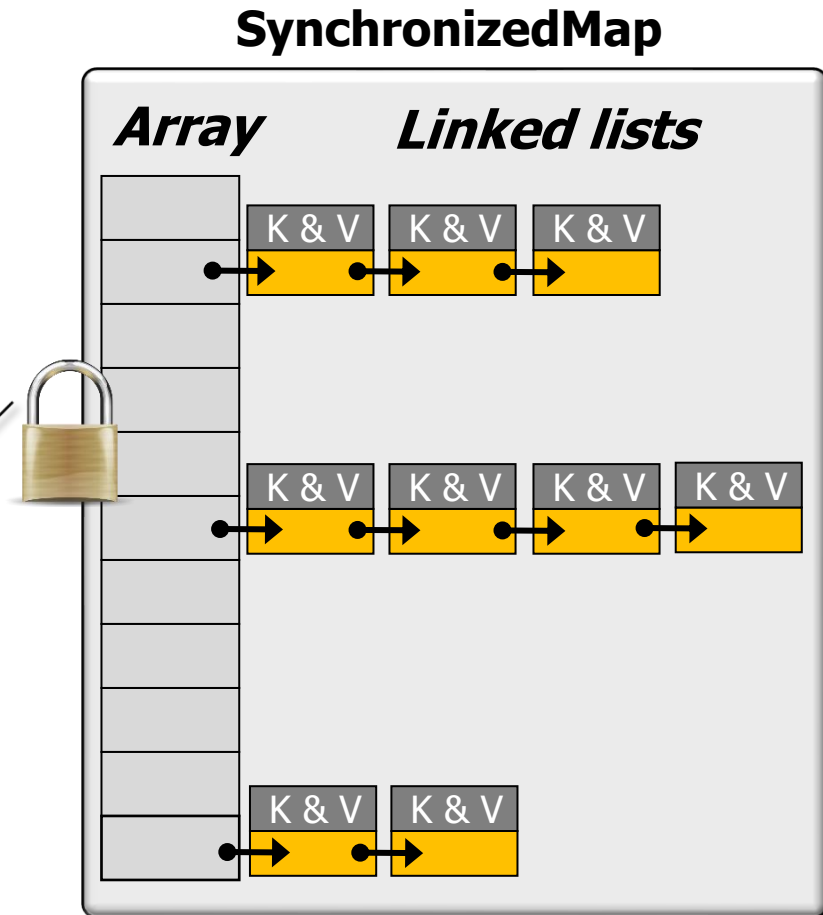 SynchronizedMap
Array Linked lists
K & V K & V K & V
K & V K & V K & V K & V
K & V K & V